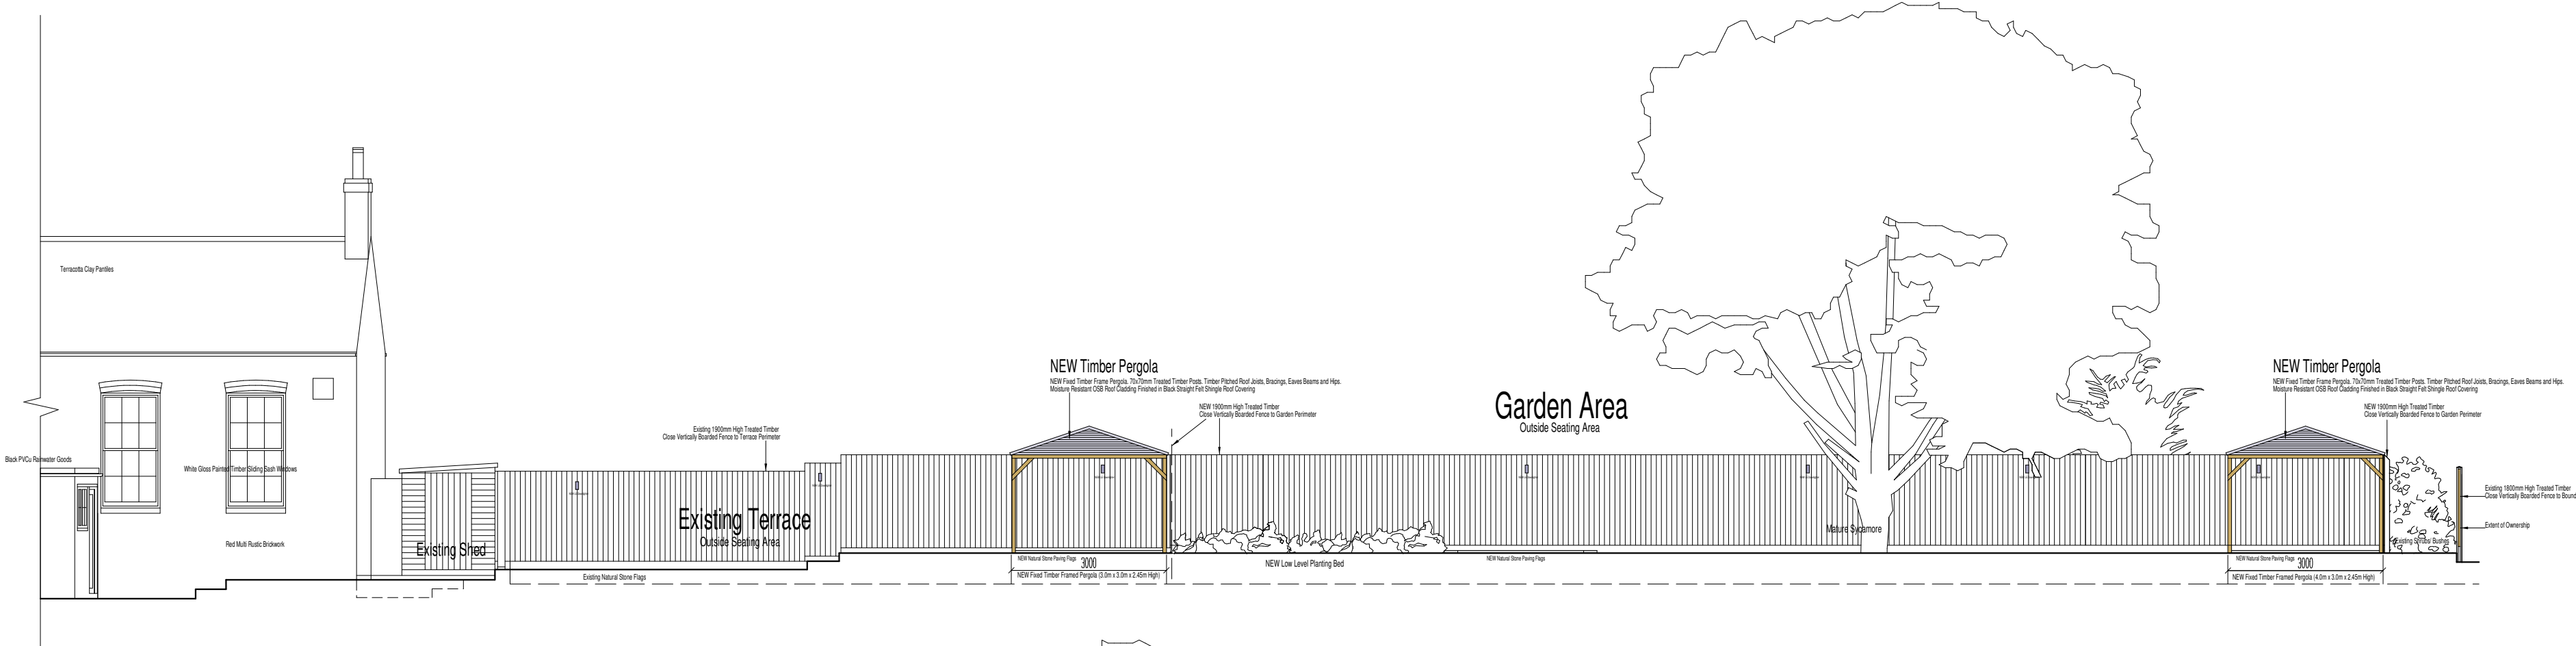 Terracotta Clay Pantiles
Black PVCu Rainwater Goods
White Gloss Painted Timber Sliding Sash Windows
Red Multi Rustic Brickwork
Existing Shed
Existing 1900mm High Treated Timber
Close Vertically Boarded Fence to Terrace Perimeter
Existing Terrace
Outside Seating Area
Existing Natural Stone Flags
NEW Timber Pergola
NEW Fixed Timber Frame Pergola. 70x70mm Treated Timber Posts. Timber Pitched Roof Joists, Bracings, Eaves Beams and Hips.
Moisture Resistant OSB Roof Cladding Finished in Black Straight Felt Shingle Roof Covering
NEW 1900mm High Treated Timber
Close Vertically Boarded Fence to Garden Perimeter
NEW Natural Stone Paving Flags
3000
NEW Fixed Timber Framed Pergola (3.0m x 3.0m x 2.45m High)
NEW Low Level Planting Bed
Garden Area
Outside Seating Area
NEW Natural Stone Paving Flags
Mature Sycamore
NEW Timber Pergola
NEW Fixed Timber Frame Pergola. 70x70mm Treated Timber Posts. Timber Pitched Roof Joists, Bracings, Eaves Beams and Hips.
Moisture Resistant OSB Roof Cladding Finished in Black Straight Felt Shingle Roof Covering
NEW 1900mm High Treated Timber
Close Vertically Boarded Fence to Garden Perimeter
NEW Natural Stone Paving Flags
3000
NEW Fixed Timber Framed Pergola (4.0m x 3.0m x 2.45m High)
Existing Shrubs/ Bushes
Existing 1800mm High Treated Timber
Close Vertically Boarded Fence to Bound
Extent of Ownership